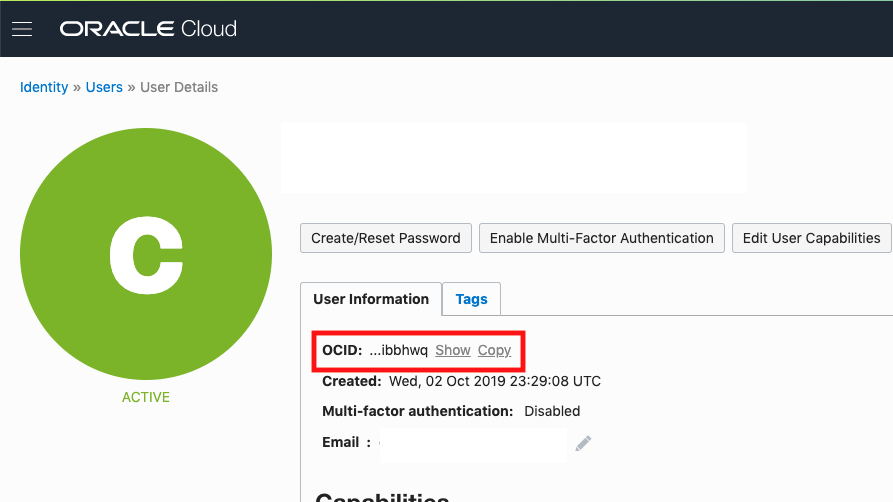 ORACLE Cloud
Identity » Users » User Details
C
ACTIVE
Create/Reset Password Enable Multi-Factor Authentication Edit User Capabilities
User Information Tags
OCID: ...ibbhwq Show Copy
Created: Wed, 02 Oct 2019 23:29:08 UTC
Multi-factor authentication: Disabled
Email :
Capabilities